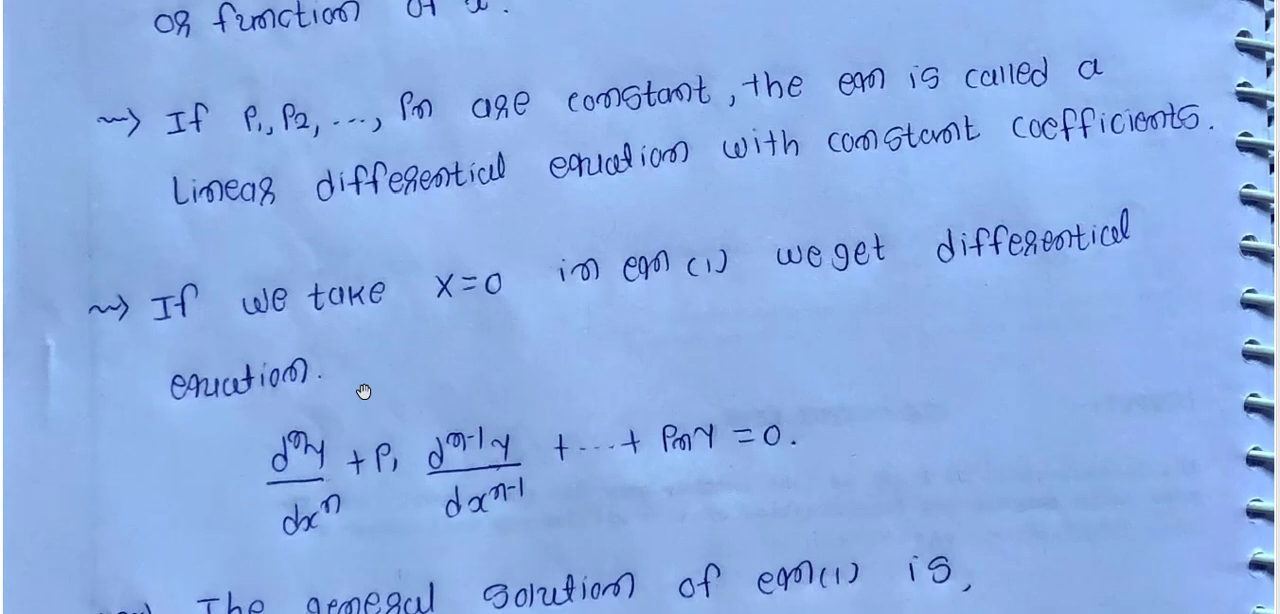 or function of x.
~~> If P1, P2, ..., Pn are constant, the eqn is called a
Linear differential equation with constant coefficients.
~~> If we take X=0 in eqn (1) we get differential
equation.
d^n y / dx^n + P1 d^n-1 y / dx^n-1 + ... + Pn y = 0.
The general solution of eqn (1) is,